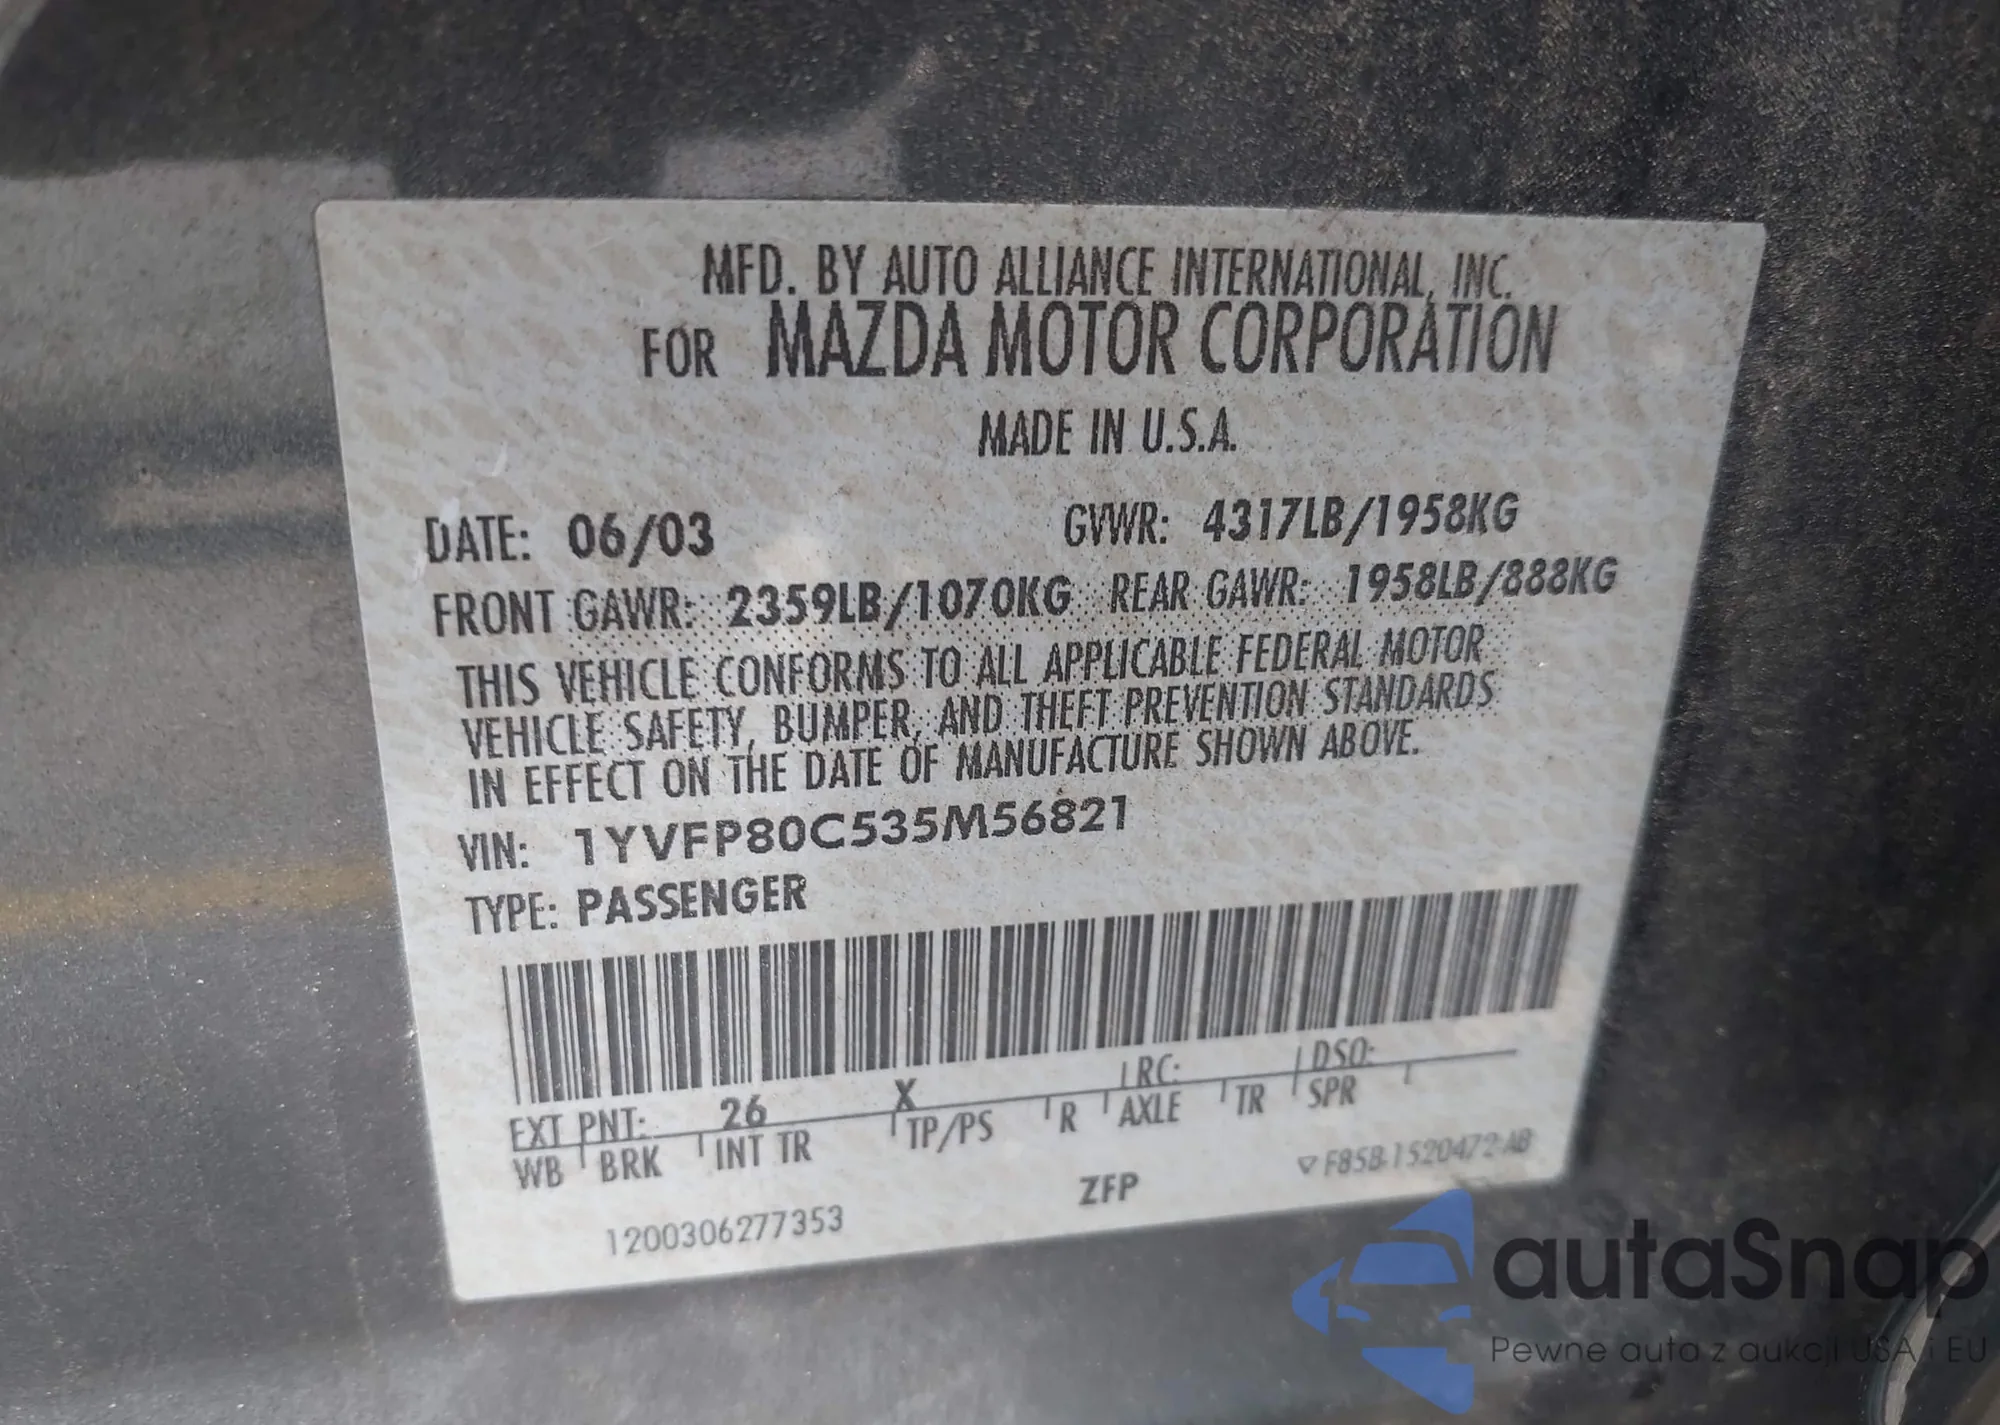 MFD. BY AUTO ALLIANCE INTERNATIONAL, INC.
FOR MAZDA MOTOR CORPORATION
MADE IN U.S.A.
DATE: 06/03 GVWR: 4317LB/1958KG
FRONT GAWR: 2359LB/1070KG REAR GAWR: 1958LB/888KG
THIS VEHICLE CONFORMS TO ALL APPLICABLE FEDERAL MOTOR
VEHICLE SAFETY, BUMPER, AND THEFT PREVENTION STANDARDS
IN EFFECT ON THE DATE OF MANUFACTURE SHOWN ABOVE.
VIN: 1YVFP80C535M56821
TYPE: PASSENGER
EXT PNT: 26 X RC: DSO:
WB BRK INT TR TP/PS R AXLE TR SPR
▽ F85B-1520472-AB
1200306277353 ZFP
autaSnap
Pewne auta z aukcji USA i EU